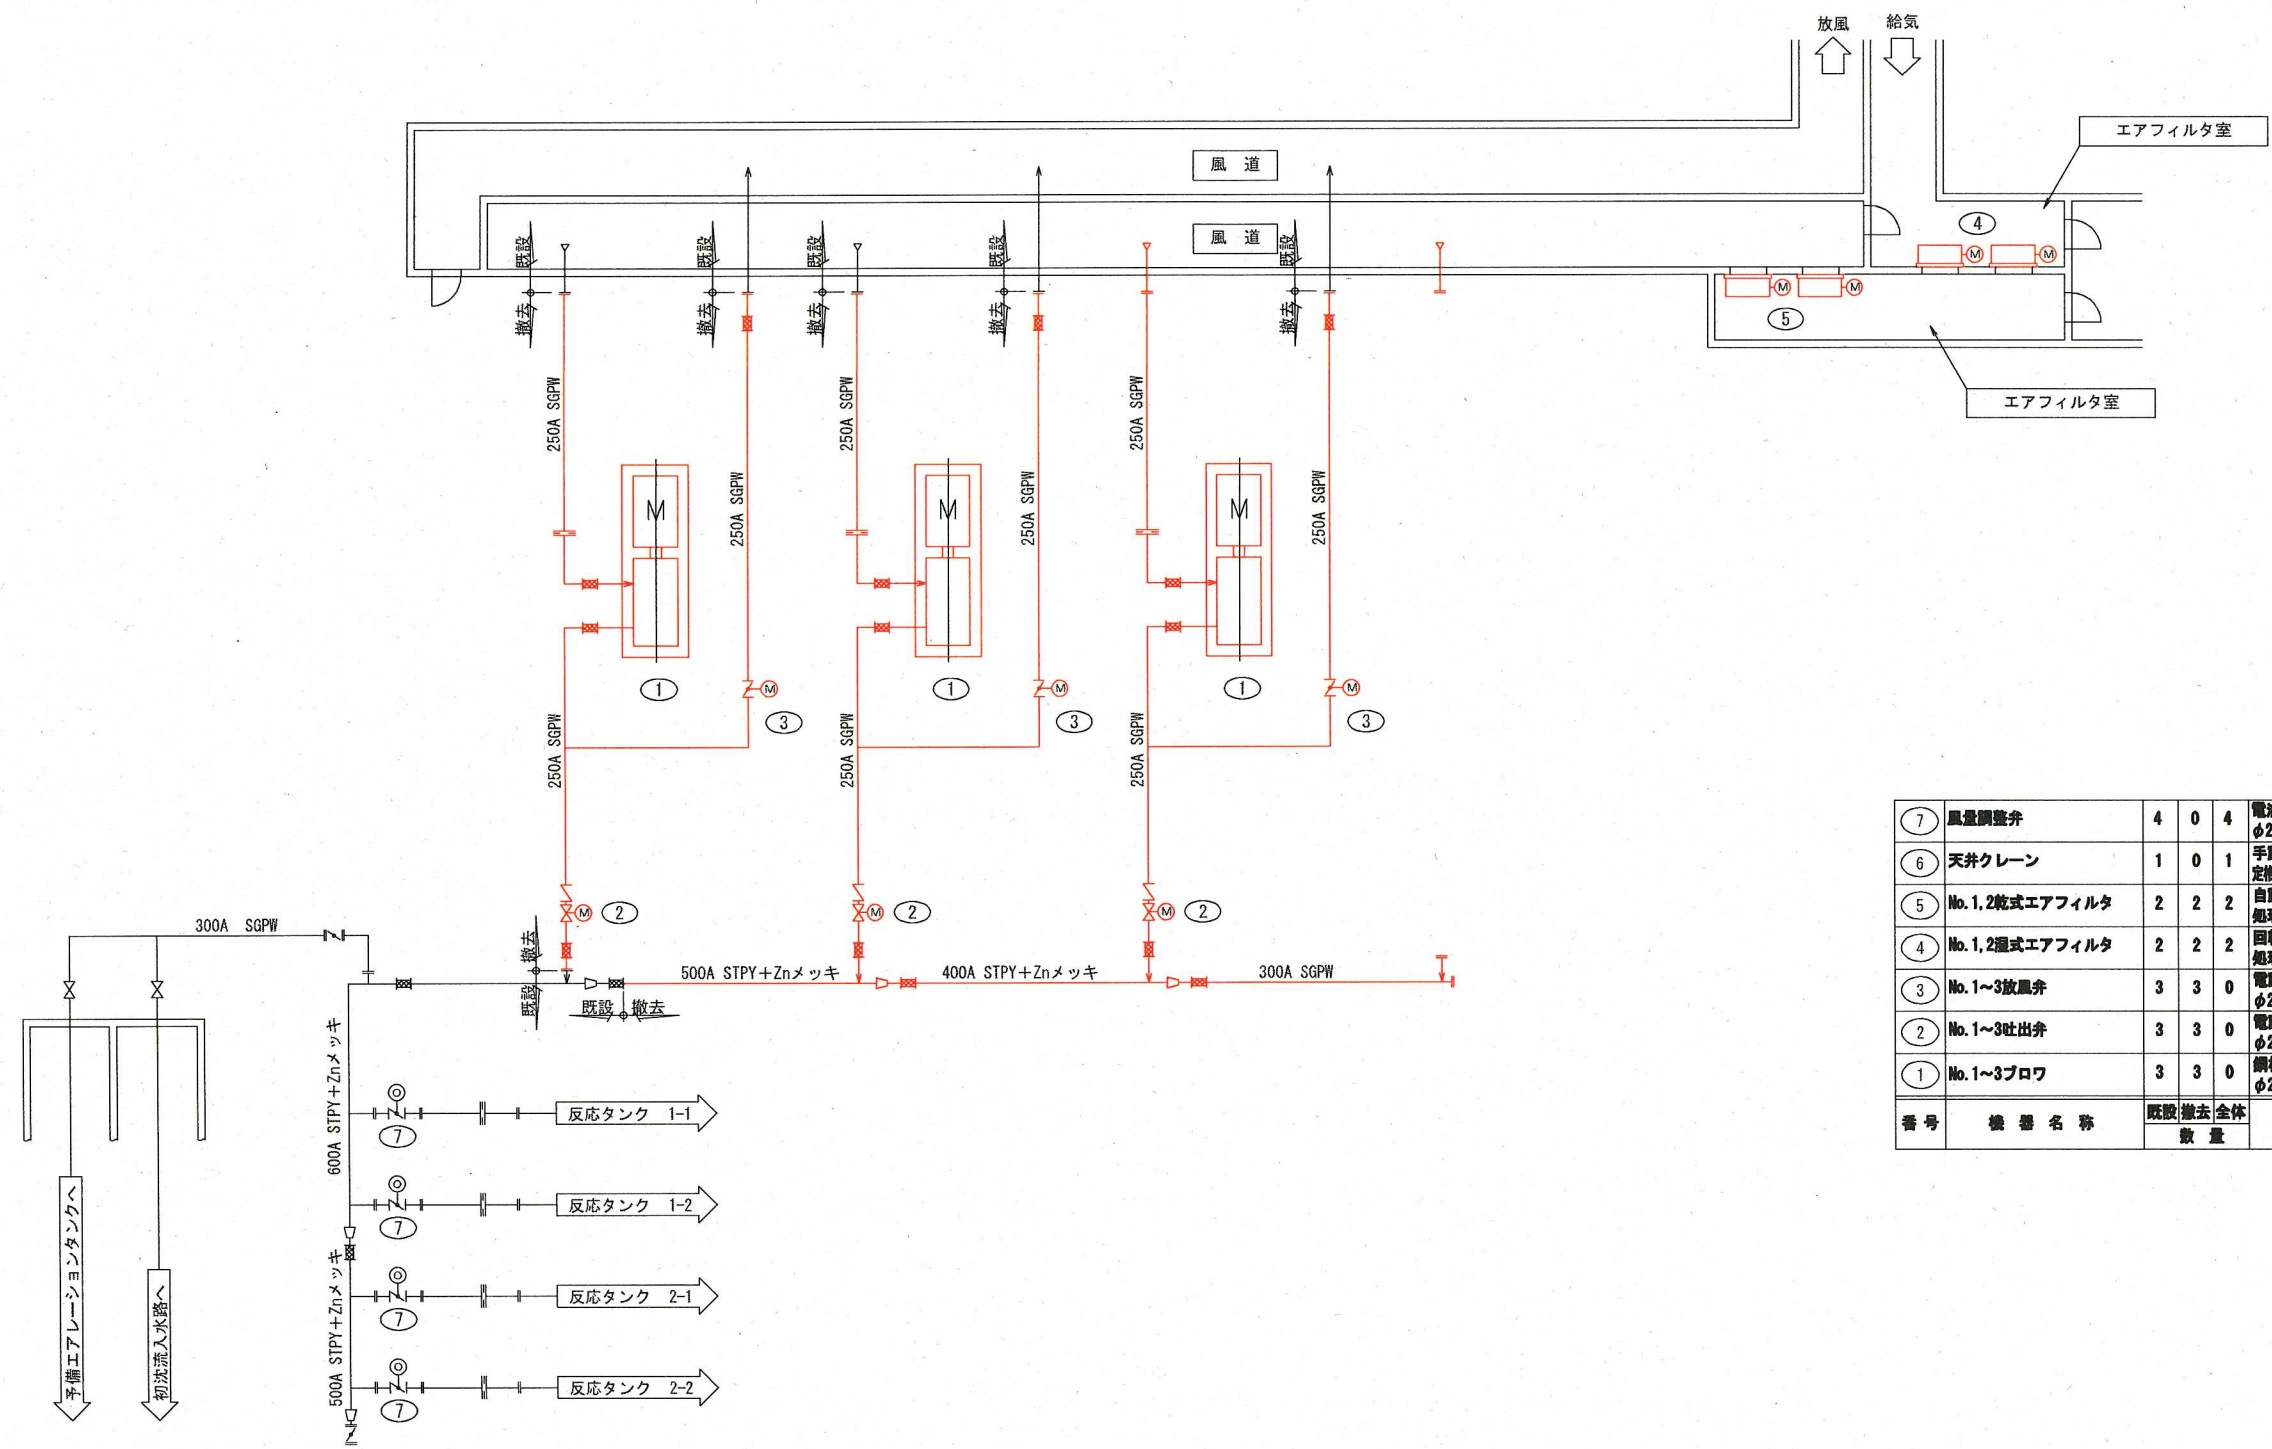 放風
給気
エアフィルタ室
風 道
風 道
④
⑤
エアフィルタ室
M
M
M
M
既設
撤去
既設
撤去
既設
撤去
既設
撤去
既設
撤去
250A SGPW
250A SGPW
250A SGPW
250A SGPW
250A SGPW
250A SGPW
M
M
M
①
①
①
M
M
M
③
③
③
250A SGPW
250A SGPW
250A SGPW
M
②
M
②
M
②
300A SGPW
撤去
既設
500A STPY+Znメッキ
400A STPY+Znメッキ
300A SGPW
既設
撤去
600A STPY+Znメッキ
500A STPY+Znメッキ
⑦
反応タンク 1-1
⑦
反応タンク 1-2
⑦
反応タンク 2-1
⑦
反応タンク 2-2
予備エアレーションタンクへ
初沈流入水路へ
⑦ 風量調整弁 4 0 4
φ2
⑥ 天井クレーン 1 0 1
⑤ No.1,2乾式エアフィルタ 2 2 2
④ No.1,2湿式エアフィルタ 2 2 2
③ No.1~3放風弁 3 3 0
φ2
② No.1~3吐出弁 3 3 0
φ2
① No.1~3ブロワ 3 3 0
φ2
番 号 機 器 名 称 既設 撤去 全体
数 量